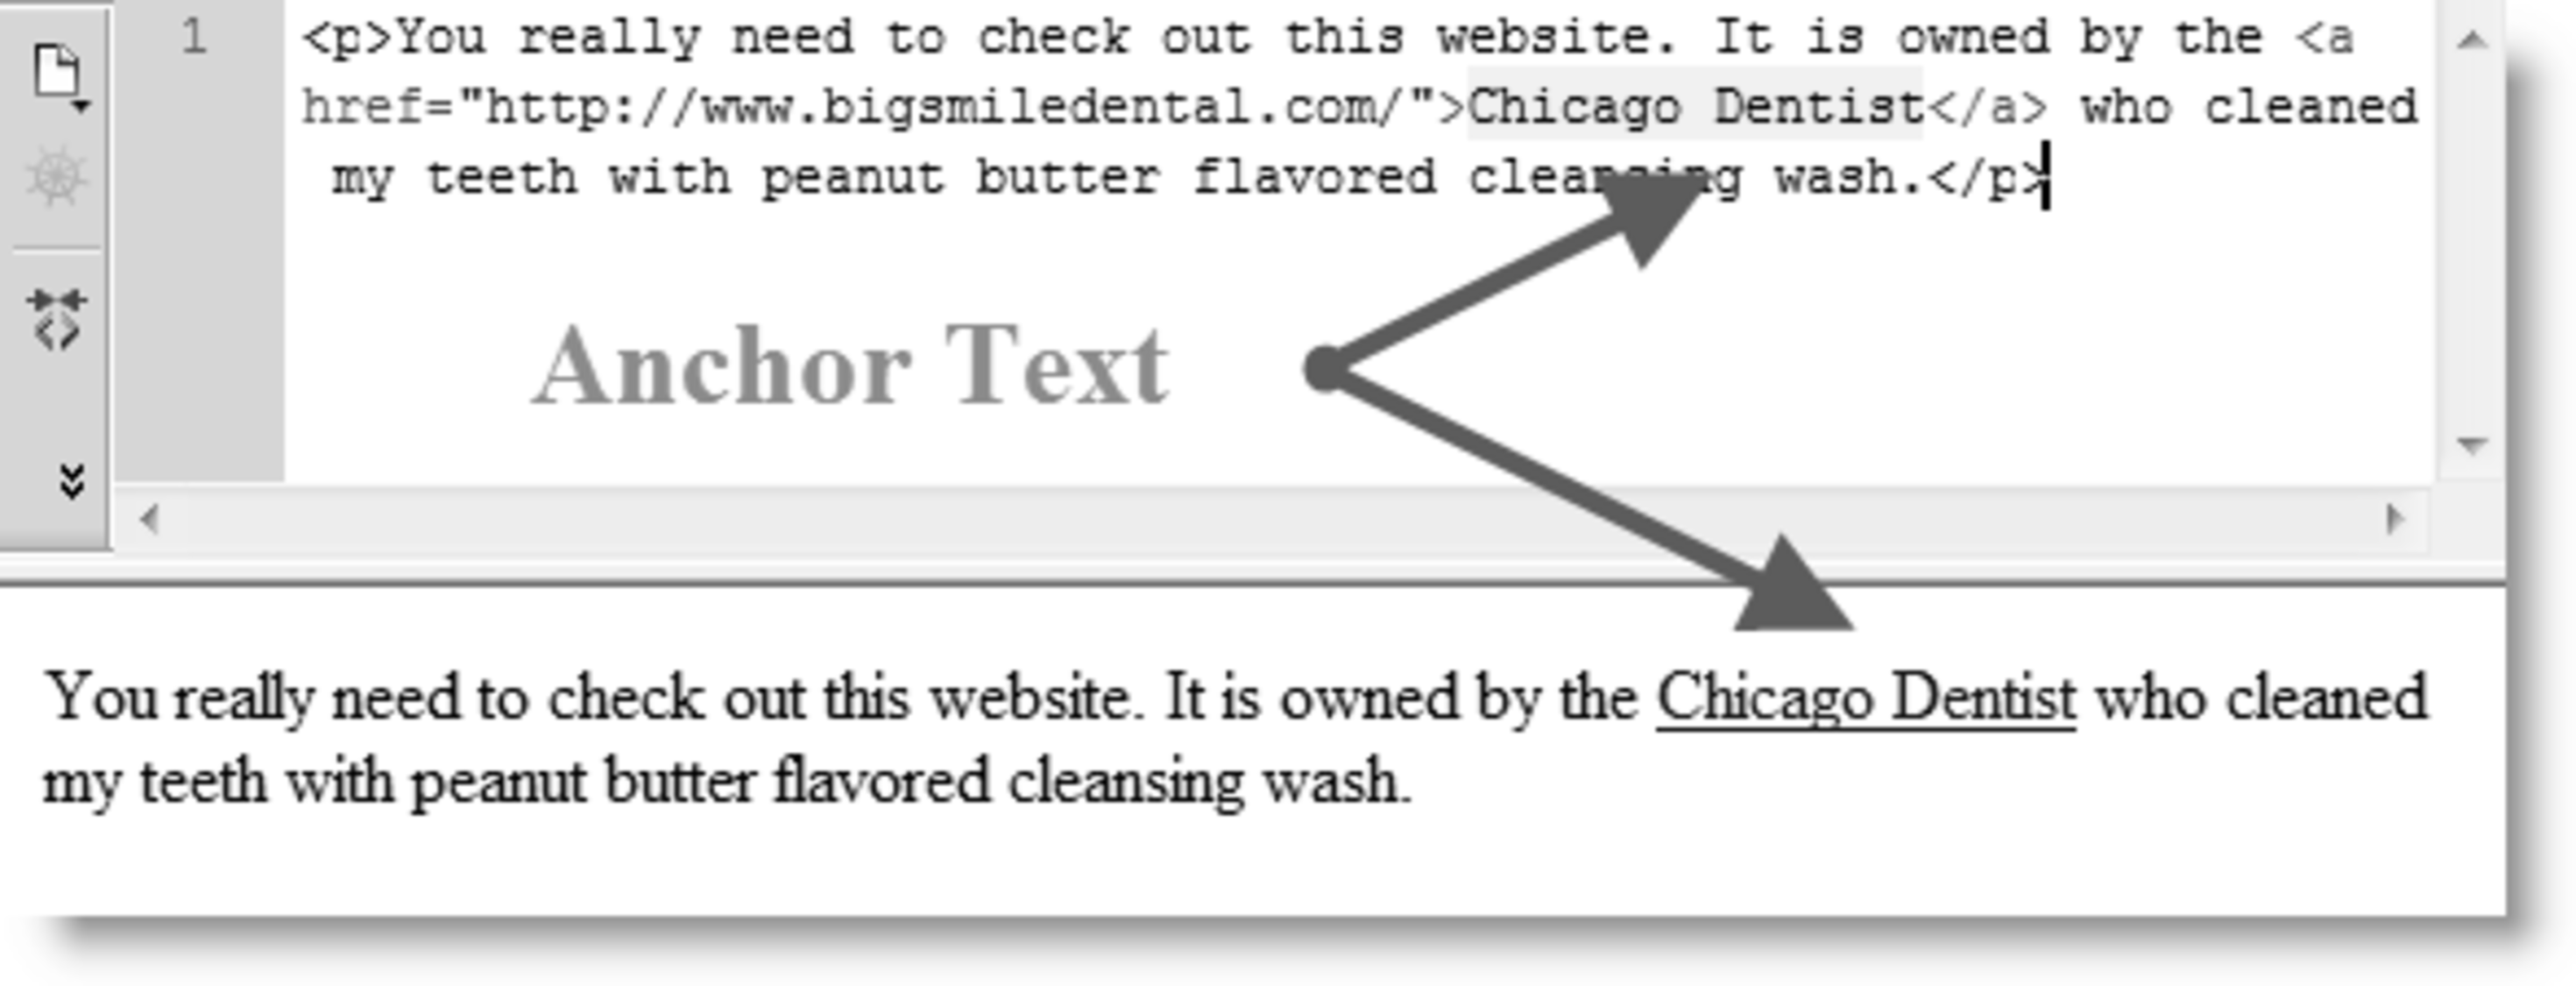 1
<p>You really need to check out this website. It is owned by the <a
href="http://www.bigsmiledental.com/">Chicago Dentist</a> who cleaned
my teeth with peanut butter flavored cleansing wash.</p>
Anchor Text
You really need to check out this website. It is owned by the Chicago Dentist who cleaned
my teeth with peanut butter flavored cleansing wash.